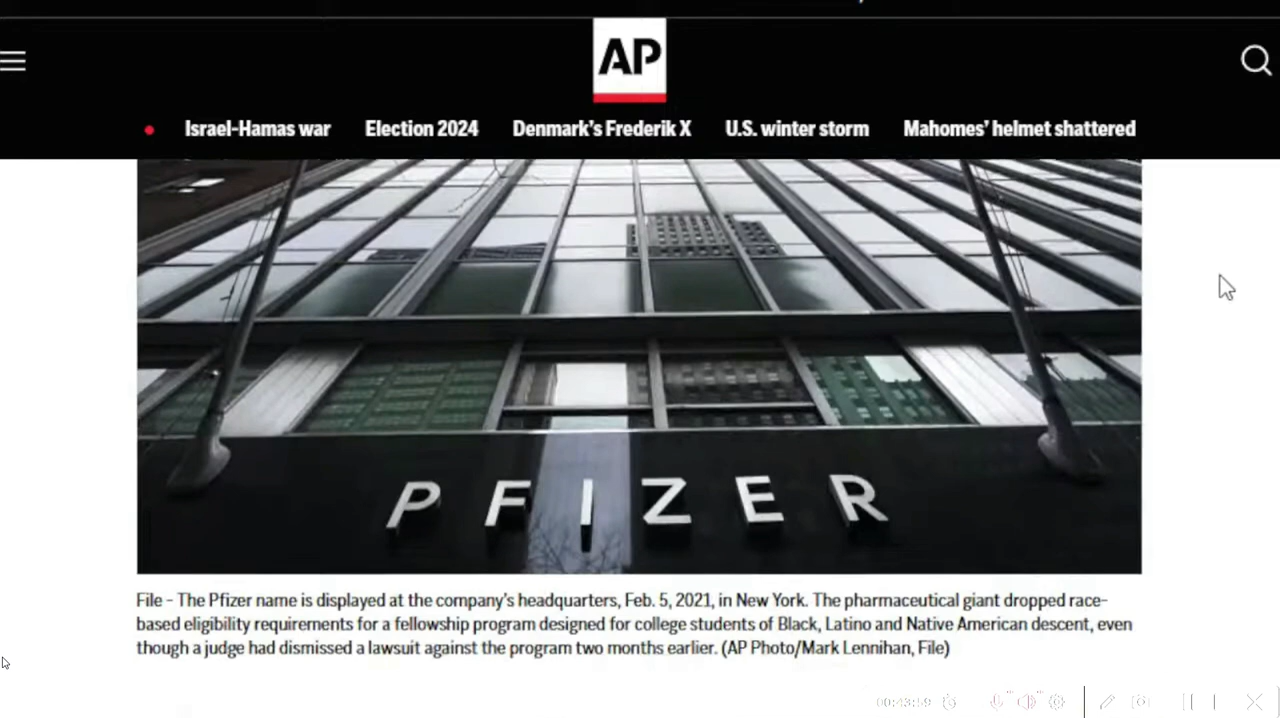 AP
Israel-Hamas war Election 2024 Denmark's Frederik X U.S. winter storm Mahomes' helmet shattered
PFIZER
File - The Pfizer name is displayed at the company's headquarters, Feb. 5, 2021, in New York. The pharmaceutical giant dropped race-
based eligibility requirements for a fellowship program designed for college students of Black, Latino and Native American descent, even
though a judge had dismissed a lawsuit against the program two months earlier. (AP Photo/Mark Lennihan, File)
00:43:59